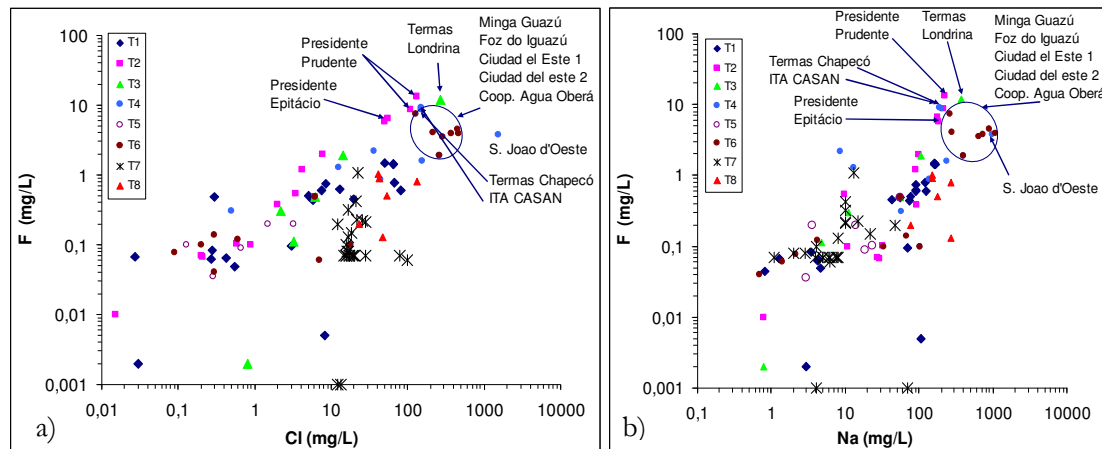 Presidente
Prudente
Termas
Londrina
Minga Guazú
Foz do Iguazú
Ciudad el Este 1
Ciudad del este 2
Coop. Agua Oberá
Presidente
Epitácio
S. Joao d'Oeste
Termas Chapecó
ITA CASAN
T1
T2
T3
T4
T5
T6
T7
T8
100
10
1
0,1
0,01
0,001
F (mg/L)
0,01
0,1
1
10
100
1000
10000
Cl (mg/L)
a)
Presidente
Prudente
Termas
Londrina
Minga Guazú
Foz do Iguazú
Ciudad el Este 1
Ciudad del este 2
Coop. Agua Oberá
Termas Chapecó
ITA CASAN
Presidente
Epitácio
S. Joao d'Oeste
T1
T2
T3
T4
T5
T6
T7
T8
100
10
1
0,1
0,01
0,001
F (mg/L)
0,1
1
10
100
1000
10000
Na (mg/L)
b)